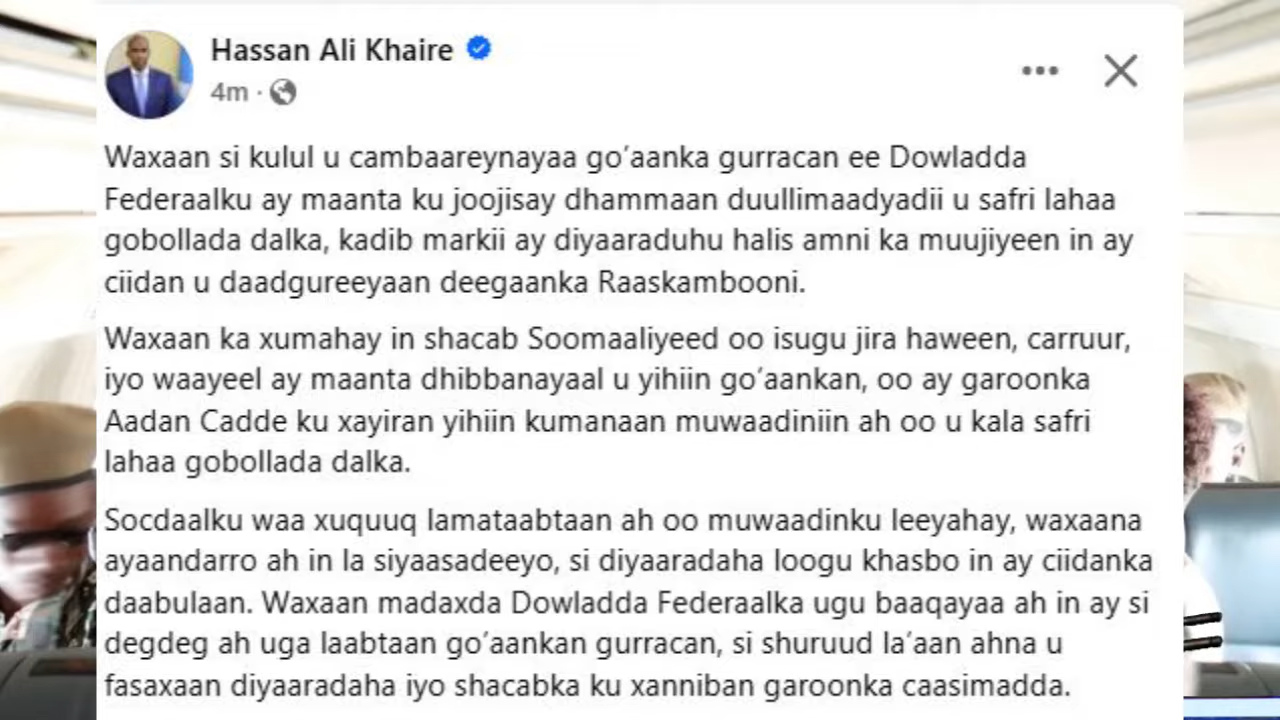 Hassan Ali Khaire
4m ·
Waxaan si kulul u cambaareynayaa go’aanka gurracan ee Dowladda
Federaalku ay maanta ku joojisay dhammaan duullimaadyadii u safri lahaa
gobollada dalka, kadib markii ay diyaaraduhu halis amni ka muujiyeen in ay
ciidan u daadgureeyaan deegaanka Raaskambooni.
Waxaan ka xumahay in shacab Soomaaliyeed oo isugu jira haween, carruur,
iyo waayeel ay maanta dhibbanayaal u yihiin go’aankan, oo ay garoonka
Aadan Cadde ku xayiran yihiin kumanaan muwaadiniin ah oo u kala safri
lahaa gobollada dalka.
Socdaalku waa xuquuq lamataabtaan ah oo muwaadinku leeyahay, waxaana
ayaandarro ah in la siyaasadeeyo, si diyaaradaha loogu khasbo in ay ciidanka
daabulaan. Waxaan madaxda Dowladda Federaalka ugu baaqayaa ah in ay si
degdeg ah uga laabtaan go’aankan gurracan, si shuruud la’aan ahna u
fasaxaan diyaaradaha iyo shacabka ku xanniban garoonka caasimadda.